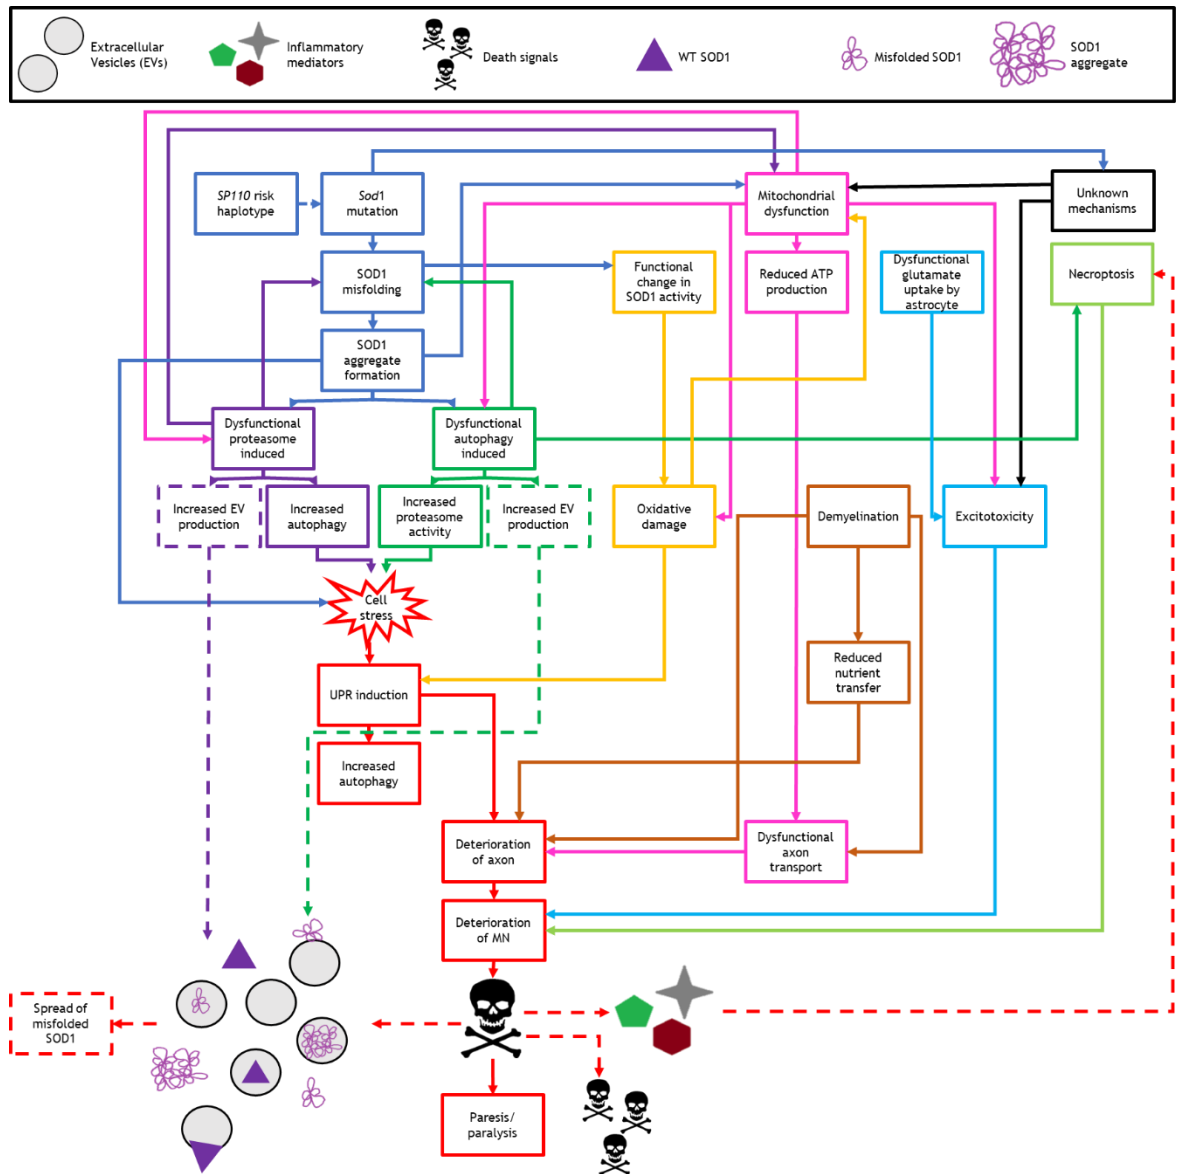 Extracellular
Vesicles (EVs)
Inflammatory
mediators
Death signals
WT SOD1
Misfolded SOD1
SOD1
aggregate
SP110 risk
haplotype
Sod1
mutation
Mitochondrial
dysfunction
Unknown
mechanisms
SOD1
misfolding
Functional
change in
SOD1 activity
Reduced ATP
production
Dysfunctional
glutamate
uptake by
astrocyte
Necroptosis
SOD1
aggregate
formation
Dysfunctional
proteasome
induced
Dysfunctional
autophagy
induced
Increased EV
production
Increased
autophagy
Increased
proteasome
activity
Increased EV
production
Oxidative
damage
Demyelination
Excitotoxicity
Cell
stress
UPR induction
Reduced
nutrient
transfer
Increased
autophagy
Deterioration
of axon
Dysfunctional
axon
transport
Deterioration
of MN
Spread of
misfolded
SOD1
Paresis/
paralysis